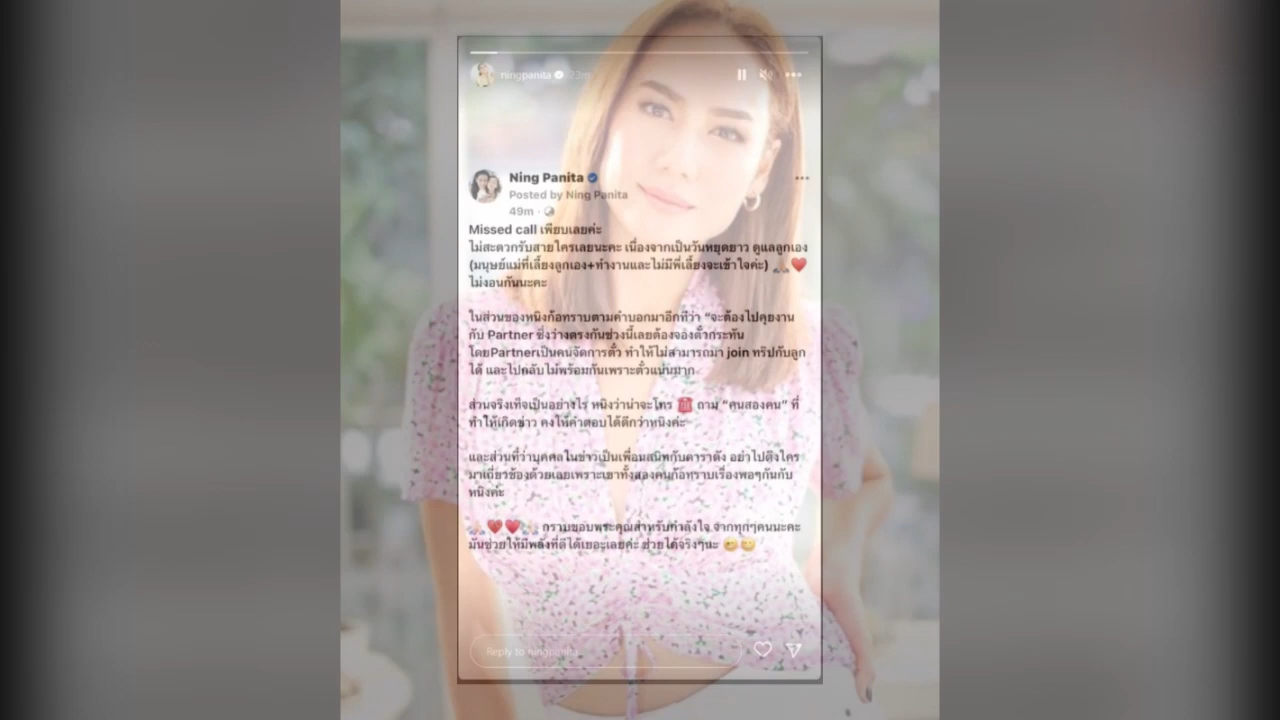 ningpanita 23m
Ning Panita
Posted by Ning Panita
49m
Missed call เพียบเลยค่ะ
ไม่สะดวกรับสายใครเลยนะคะ เนื่องจากเป็นวันหยุดยาว ดูแลลูกเอง
(มนุษย์แม่ที่เลี้ยงลูกเอง+ทำงานและไม่มีพี่เลี้ยงจะเข้าใจค่ะ) ❤️
ไม่งอนกันนะคะ
ในส่วนของหนิงก้อทราบตามคำบอกมาอีกทีว่า “จะต้องไปคุยงาน
กับ Partner ซึ่งว่างตรงกันช่วงนี้เลยต้องจองตั๋วกระทัน
โดยPartnerเป็นคนจัดการตั๋ว ทำให้ไม่สามารถมา join ทริปกับลูก
ได้ และไปกลับไม่พร้อมกันเพราะตั๋วแน่นมาก
ส่วนจริงเท็จเป็นอย่างไร หนิงว่าน่าจะโทร ☎️ ถาม “คนสองคน” ที่
ทำให้เกิดข่าว คงให้คำตอบได้ดีกว่าหนิงค่ะ
และส่วนที่ว่าบุคคลในข่าวเป็นเพื่อนสนิทกับดาราดัง อย่าไปดึงใคร
มาเกี่ยวข้องด้วยเลยเพราะเขาทั้งสองคนก้อทราบเรื่องพอๆกันกับ
หนิงค่ะ
🙏🏻❤️❤️🙏🏻 กราบขอบพระคุณสำหรับกำลังใจ จากทุกๆคนนะคะ
มันช่วยให้มีพลังที่ดีได้เยอะเลยค่ะ ช่วยได้จริงๆนะ
Reply to ningpanita